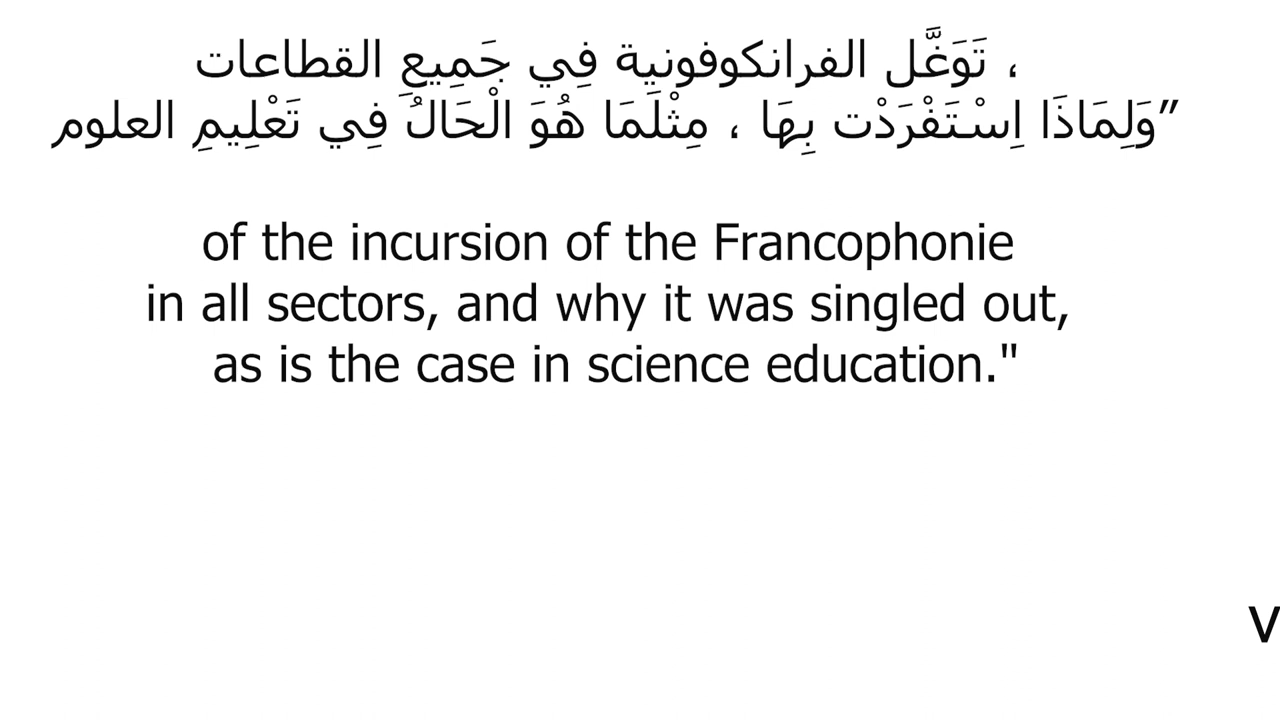 ، تَوَغَّل الفرانكوفونية فِي جَمِيعِ القطاعات
”وَلِمَاذَا اِسْتَفْرَدْت بِهَا ، مِثْلَمَا هُوَ الْحَالُ فِي تَعْلِيمِ العلوم
of the incursion of the Francophonie
in all sectors, and why it was singled out,
as is the case in science education."
v